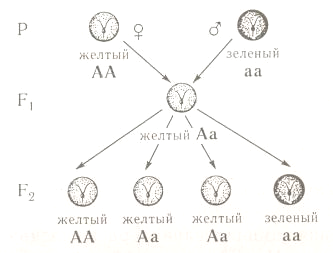 P ♀ ♂
желтый зеленый
AA aa
F1
желтый Aa
F2
желтый желтый желтый зеленый
AA Aa Aa aa